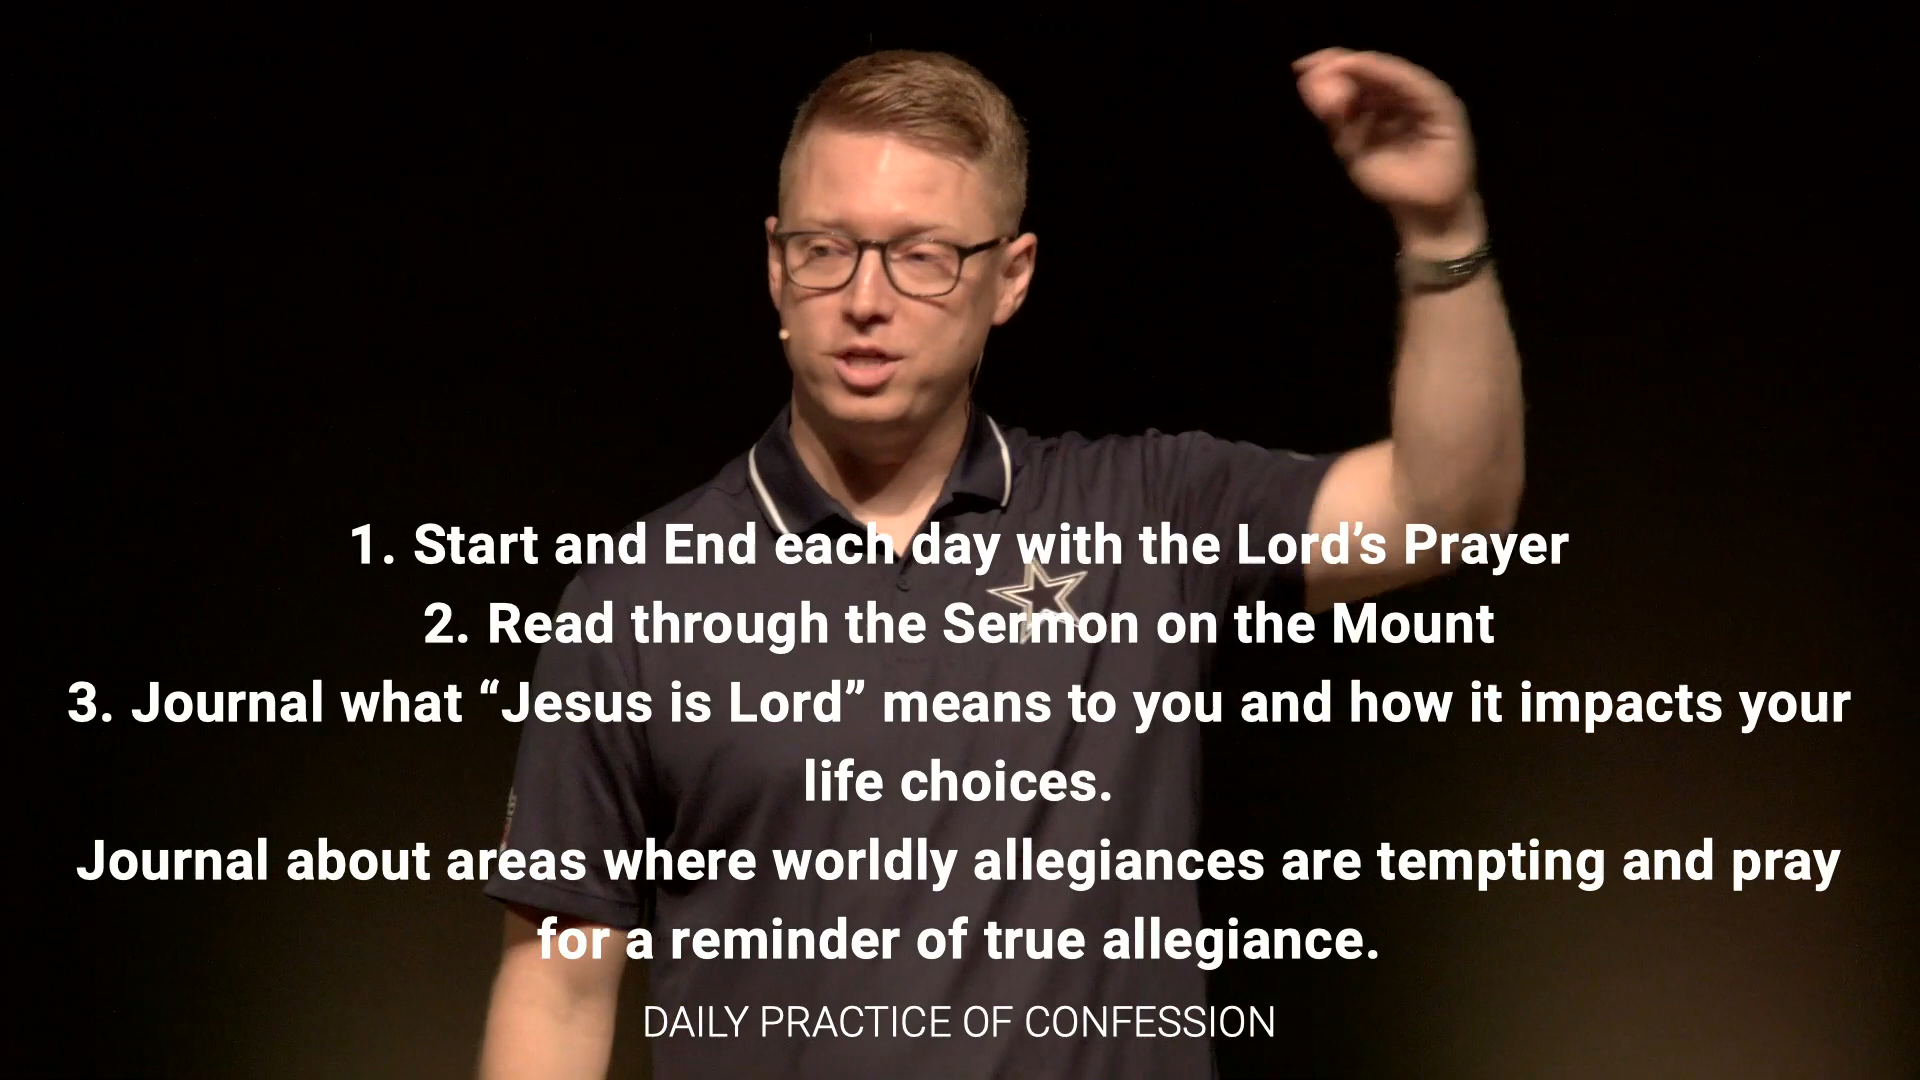 1. Start and End each day with the Lord’s Prayer
2. Read through the Sermon on the Mount
3. Journal what “Jesus is Lord” means to you and how it impacts your
life choices.
Journal about areas where worldly allegiances are tempting and pray
for a reminder of true allegiance.
DAILY PRACTICE OF CONFESSION